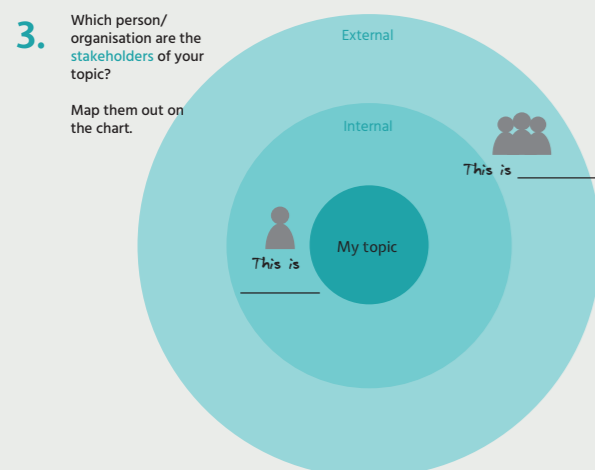 3.
Which person/
organisation are the
stakeholders of your
topic?
Map them out on
the chart.
External
Internal
This is
My topic
This is